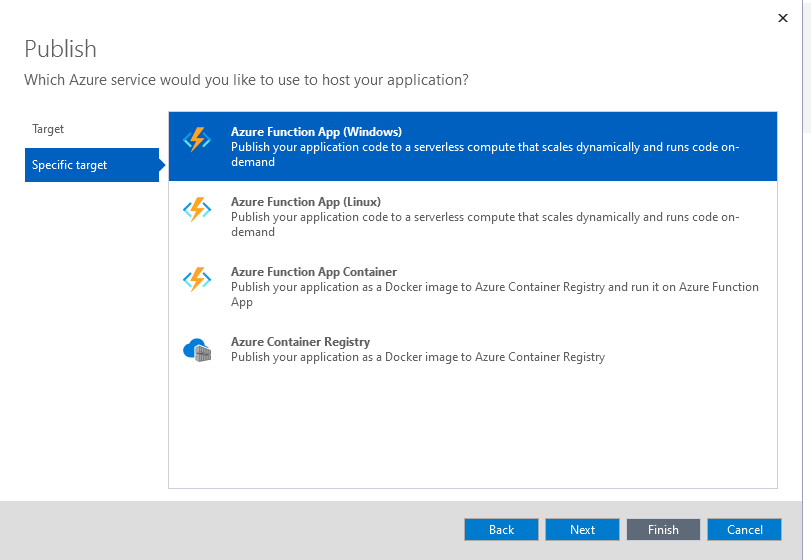 Publish
Which Azure service would you like to use to host your application?
Target
Specific target
Azure Function App (Windows)
Publish your application code to a serverless compute that scales dynamically and runs code on-
demand
Azure Function App (Linux)
Publish your application code to a serverless compute that scales dynamically and runs code on-
demand
Azure Function App Container
Publish your application as a Docker image to Azure Container Registry and run it on Azure Function
App
Azure Container Registry
Publish your application as a Docker image to Azure Container Registry
Back
Next
Finish
Cancel